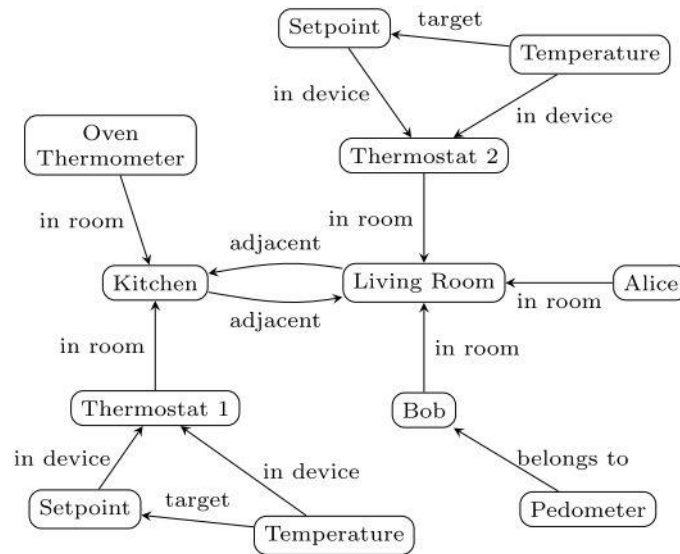 Setpoint
target
Temperature
in device
in device
Oven
Thermometer
Thermostat 2
in room
in room
adjacent
Kitchen
Living Room
Alice
in room
adjacent
in room
in room
Thermostat 1
Bob
in device
in device
belongs to
Setpoint
target
Temperature
Pedometer